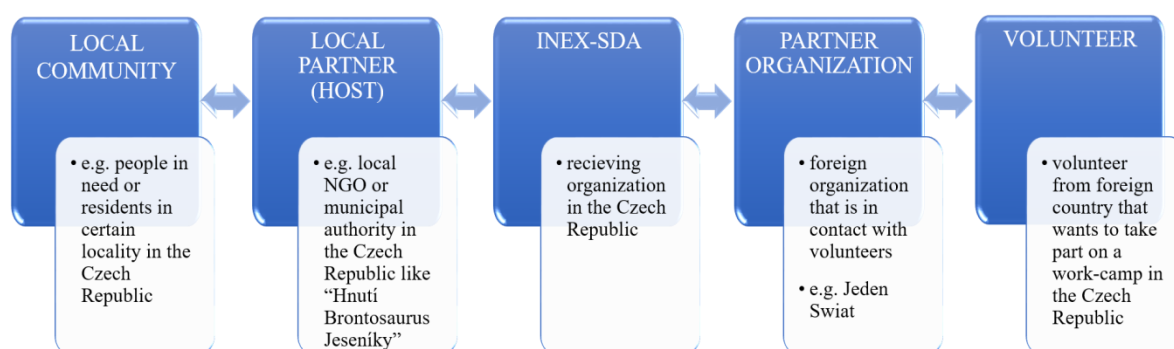 LOCAL
COMMUNITY
• e.g. people in
need or
residents in
certain
locality in the
Czech
Republic
LOCAL
PARTNER
(HOST)
• e.g. local
NGO or
municipal
authority in
the Czech
Republic like
“Hnutí
Brontosaurus
Jeseníky”
INEX-SDA
• recieving
organization
in the Czech
Republic
PARTNER
ORGANIZATION
• foreign
organization
that is in
contact with
volunteers
• e.g. Jeden
Swiat
VOLUNTEER
• volunteer
from foreign
country that
wants to take
part on a
work-camp in
the Czech
Republic